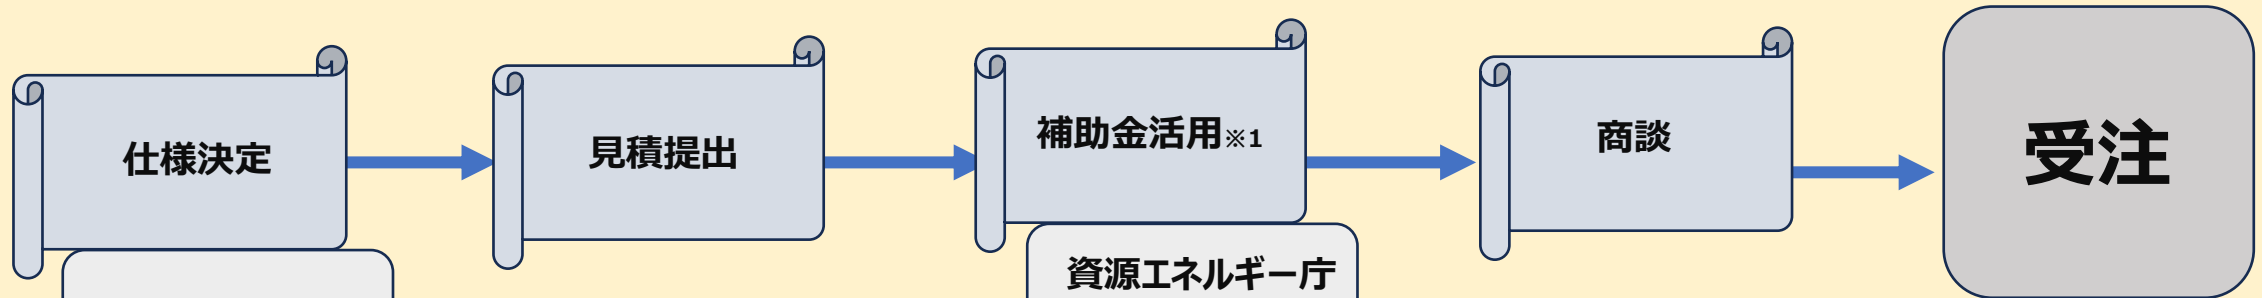 仕様決定
見積提出
補助金活用※1
商談
受注
資源エネルギー庁